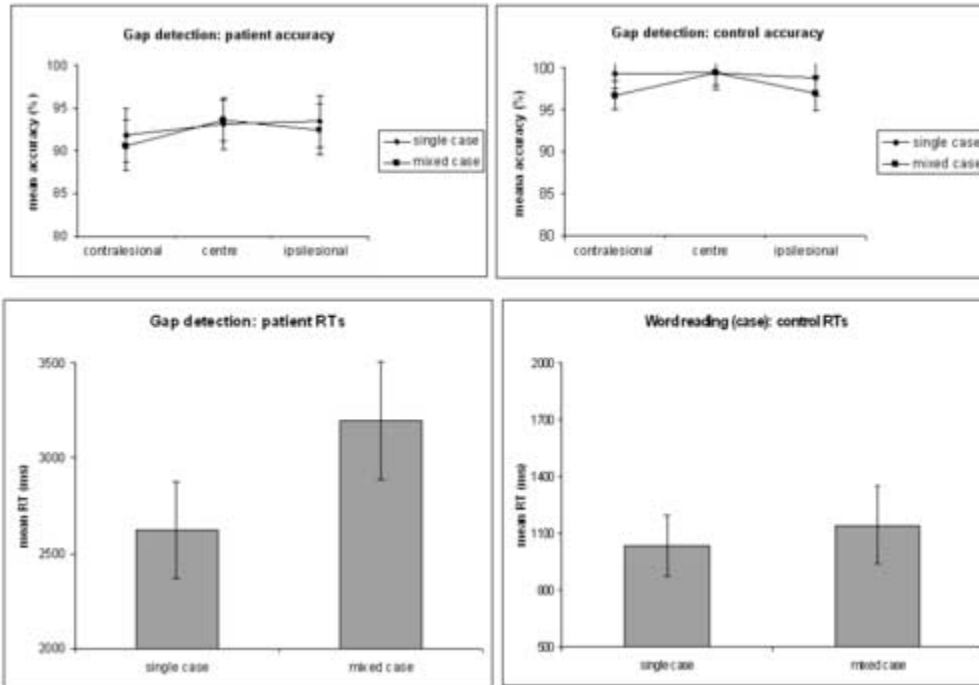 Gap detection: patient accuracy
mean accuracy (%)
100
95
90
85
80
contralesional centre ipsilesional
single case
mixed case
Gap detection: control accuracy
meana accuracy (%)
100
95
90
85
80
contralesional centre ipsilesional
single case
mixed case
Gap detection: patient RTs
mean RT (ms)
3500
3000
2500
2000
single case mixed case
Word reading (case): control RTs
mean RT (ms)
2000
1700
1400
1100
800
500
single case mixed case